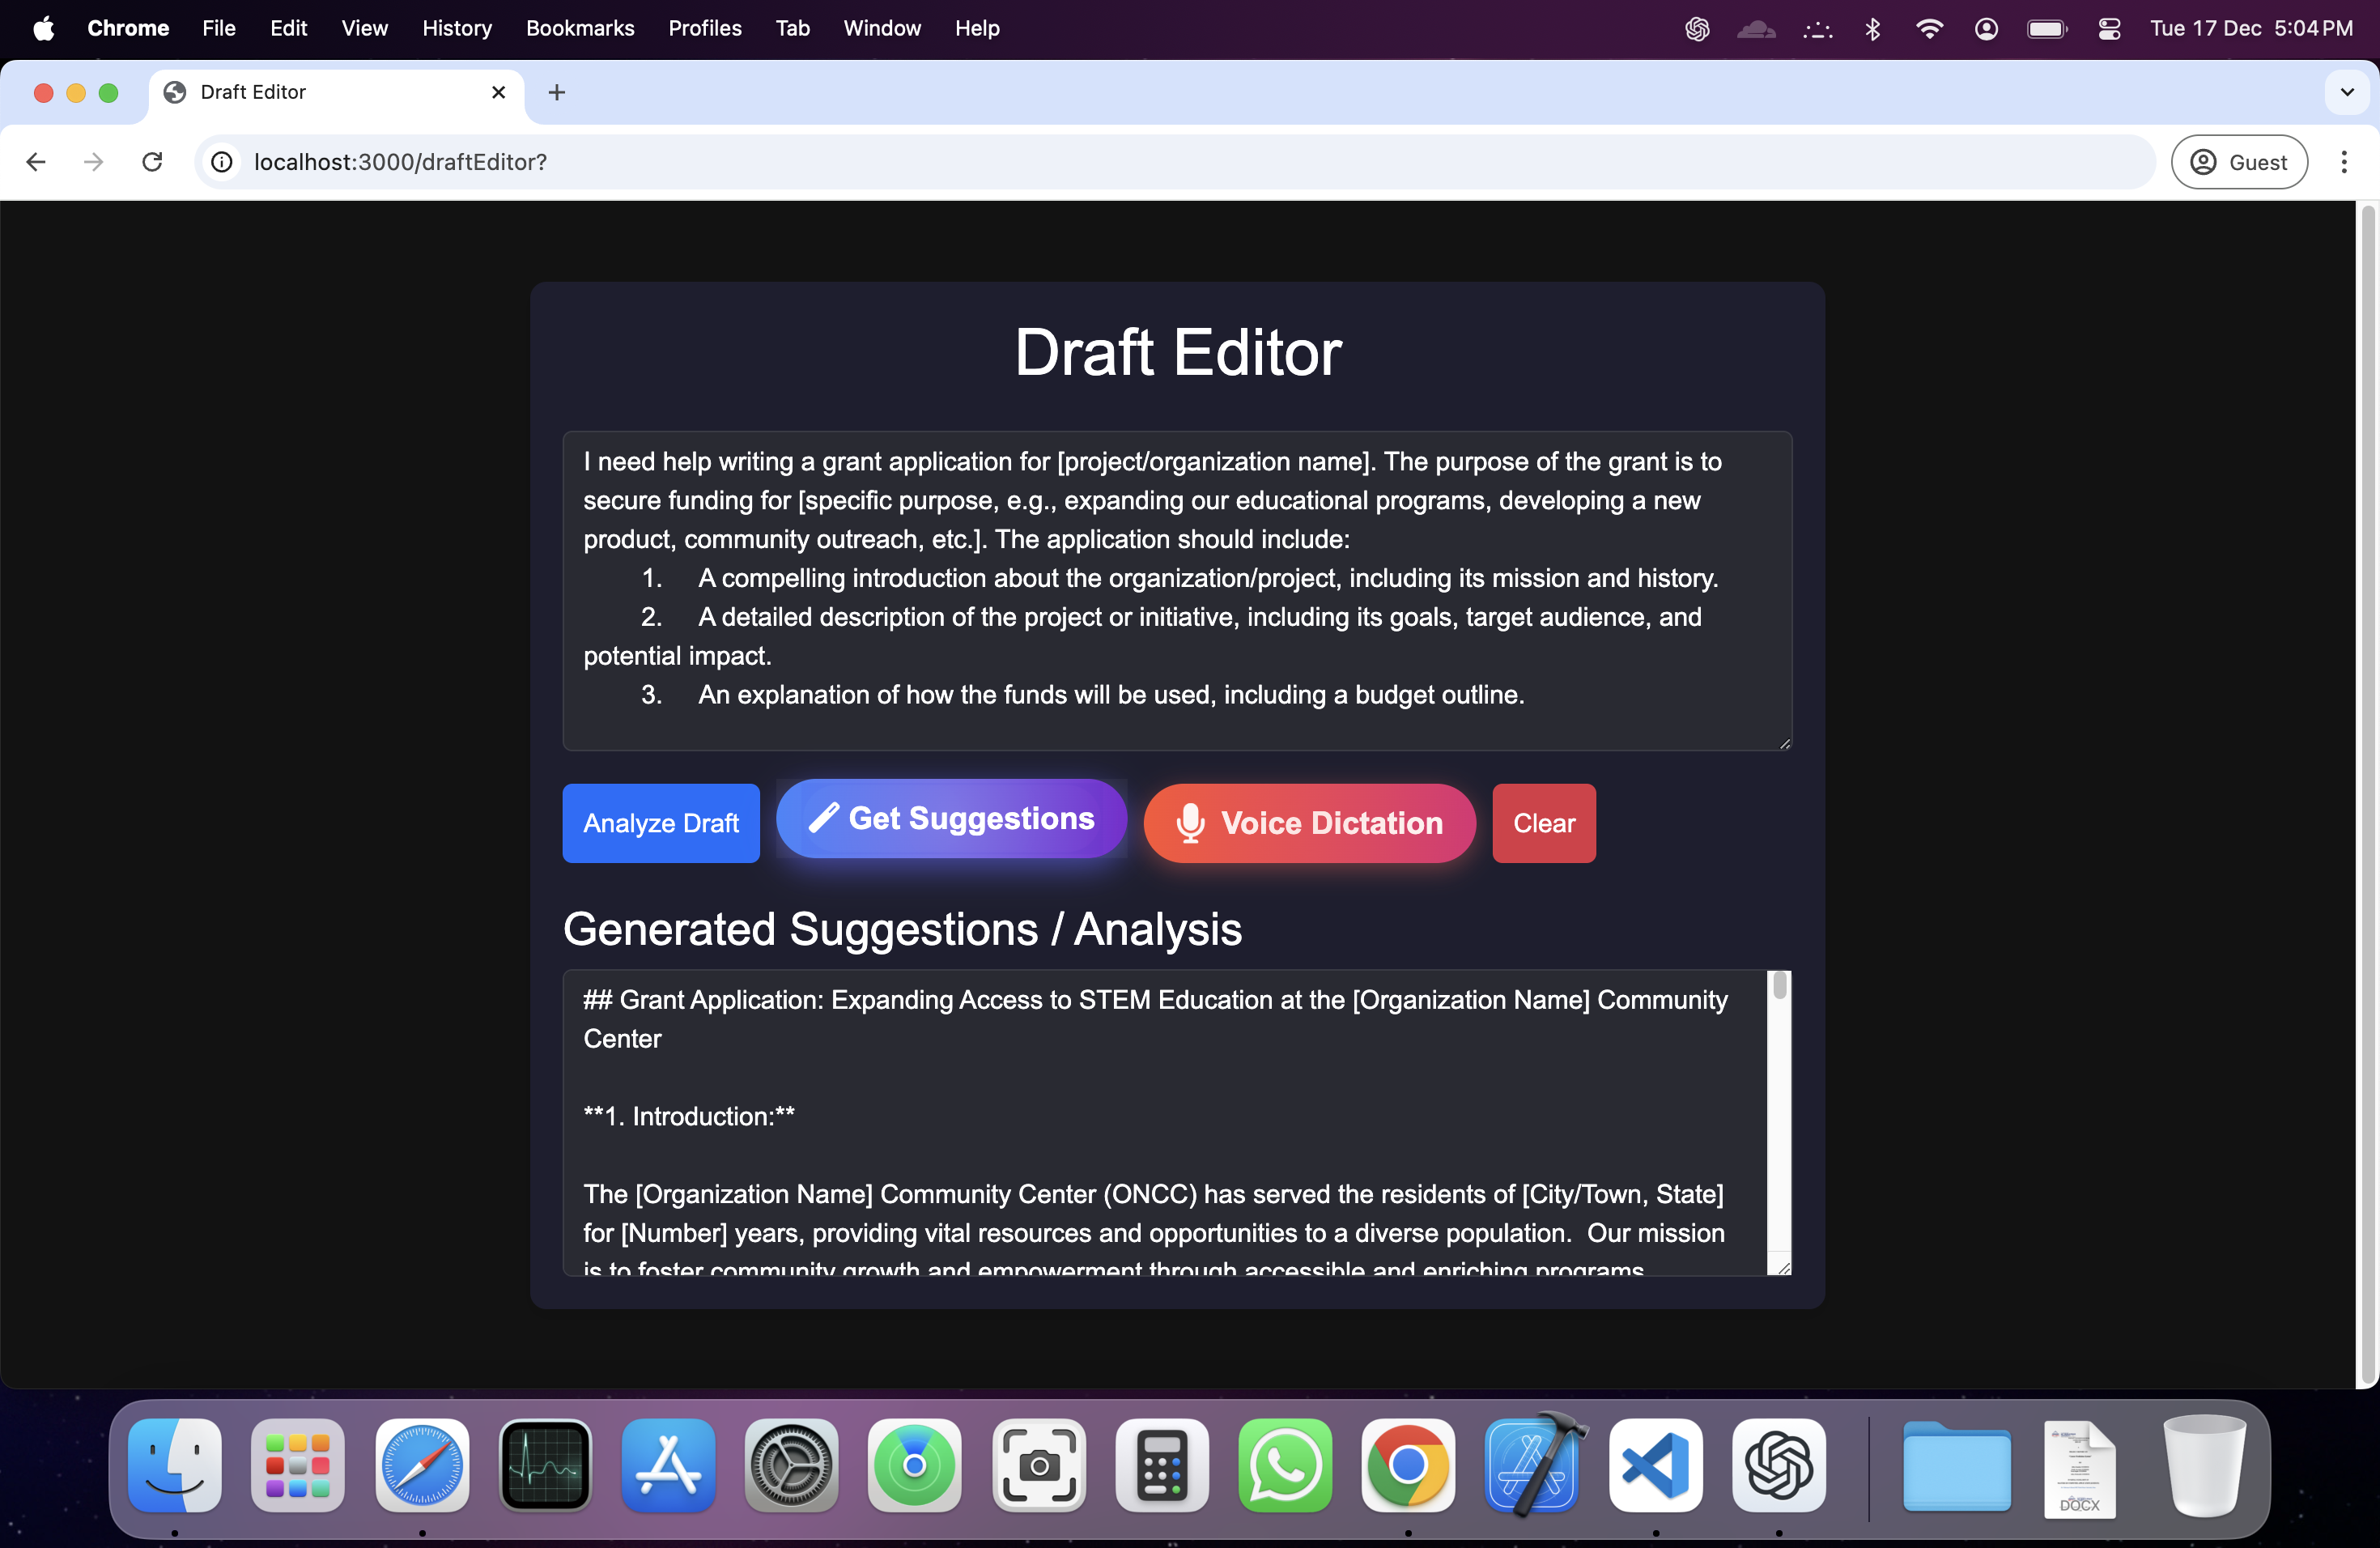 Chrome File Edit View History Bookmarks Profiles Tab Window Help Tue 17 Dec 5:04 PM
Draft Editor
localhost:3000/draftEditor? Guest
Draft Editor
I need help writing a grant application for [project/organization name]. The purpose of the grant is to
secure funding for [specific purpose, e.g., expanding our educational programs, developing a new
product, community outreach, etc.]. The application should include:
1. A compelling introduction about the organization/project, including its mission and history.
2. A detailed description of the project or initiative, including its goals, target audience, and
potential impact.
3. An explanation of how the funds will be used, including a budget outline.
Analyze Draft Get Suggestions Voice Dictation Clear
Generated Suggestions / Analysis
## Grant Application: Expanding Access to STEM Education at the [Organization Name] Community
Center
**1. Introduction:**
The [Organization Name] Community Center (ONCC) has served the residents of [City/Town, State]
for [Number] years, providing vital resources and opportunities to a diverse population. Our mission
is to foster community growth and empowerment through accessible and enriching programs
DOCX